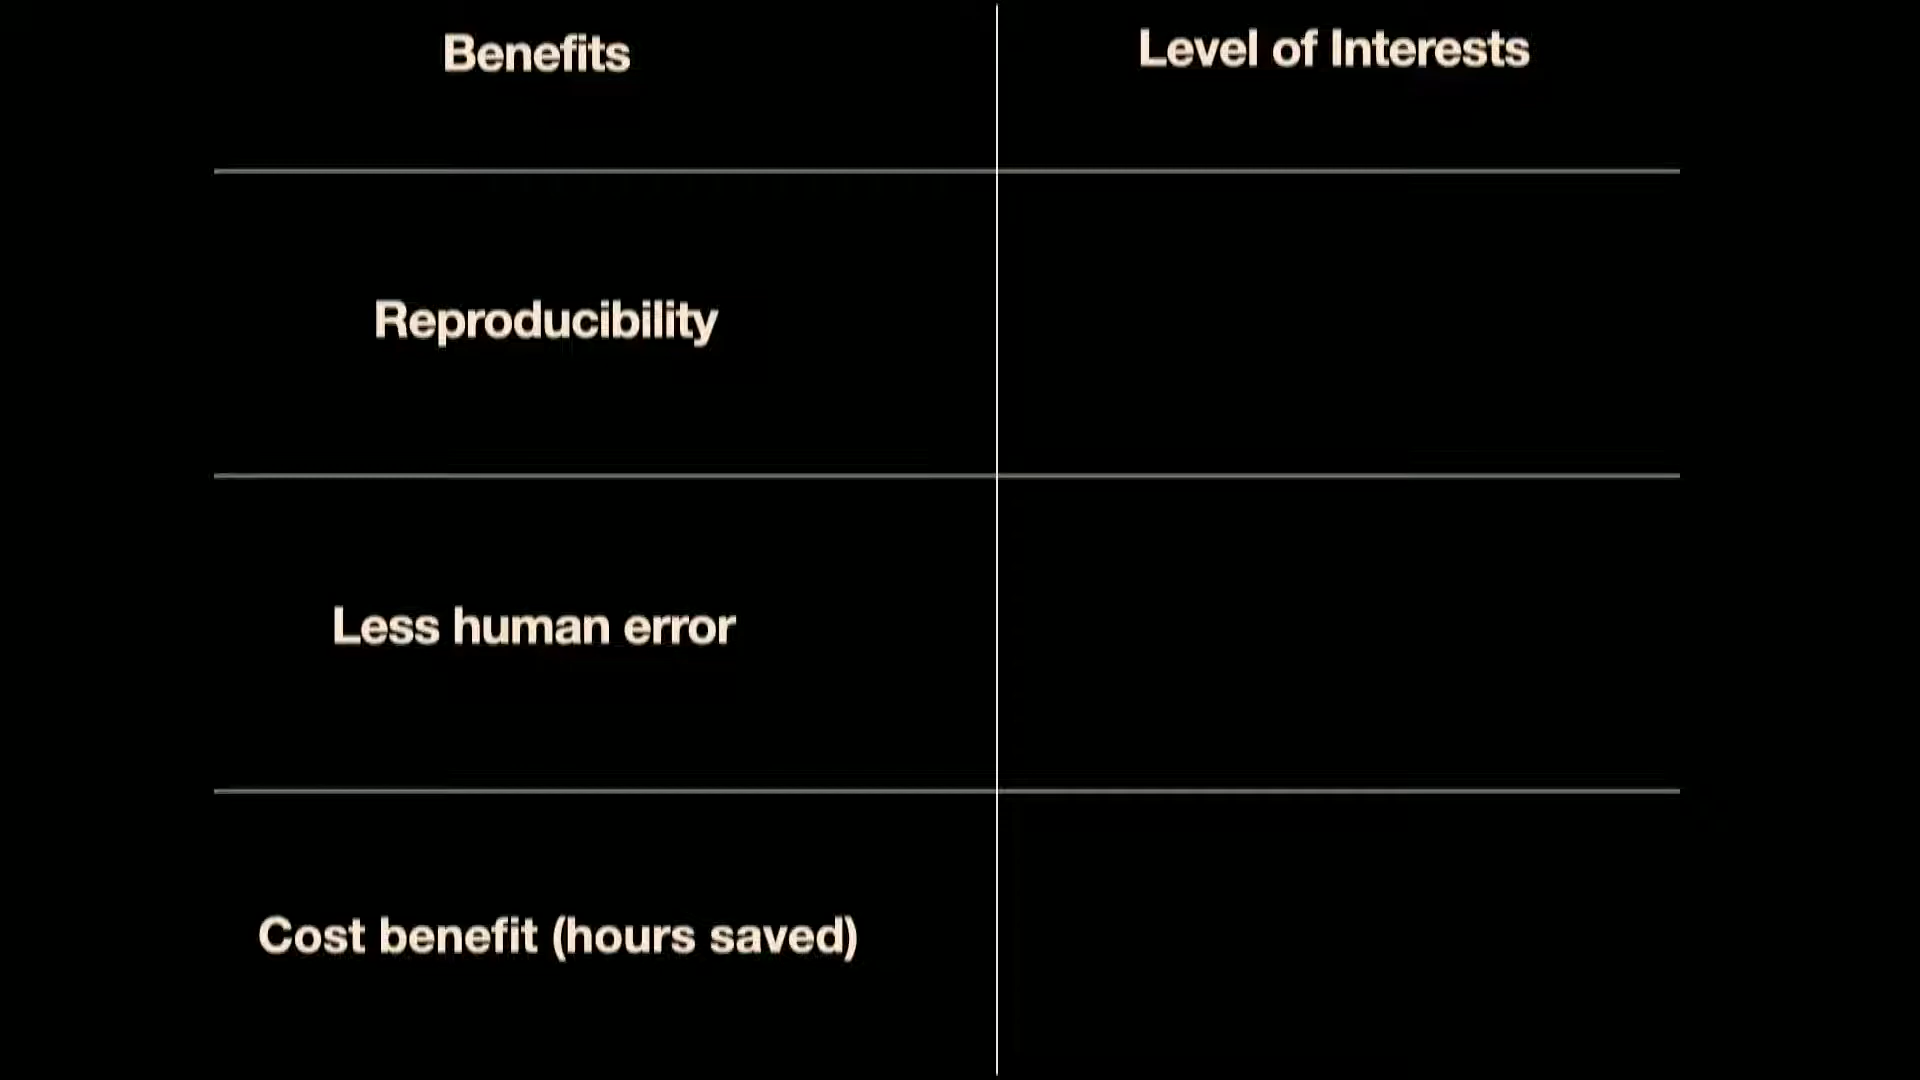 Benefits
Level of Interests
Reproducibility
Less human error
Cost benefit (hours saved)